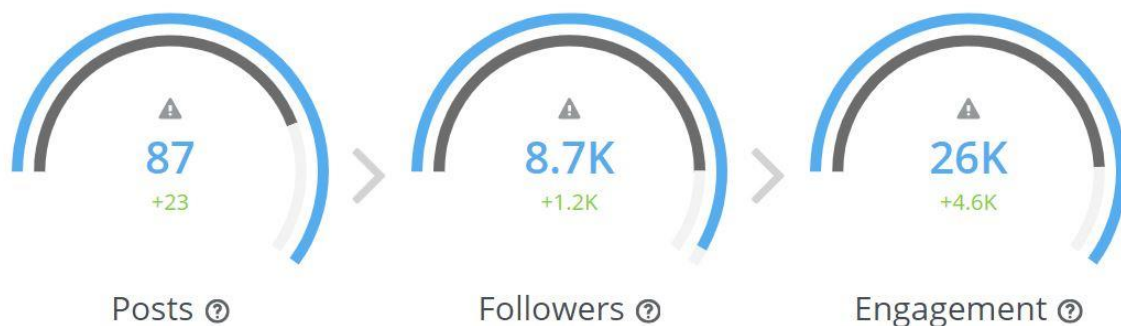 87
+23
Posts
8.7K
+1.2K
Followers
26K
+4.6K
Engagement